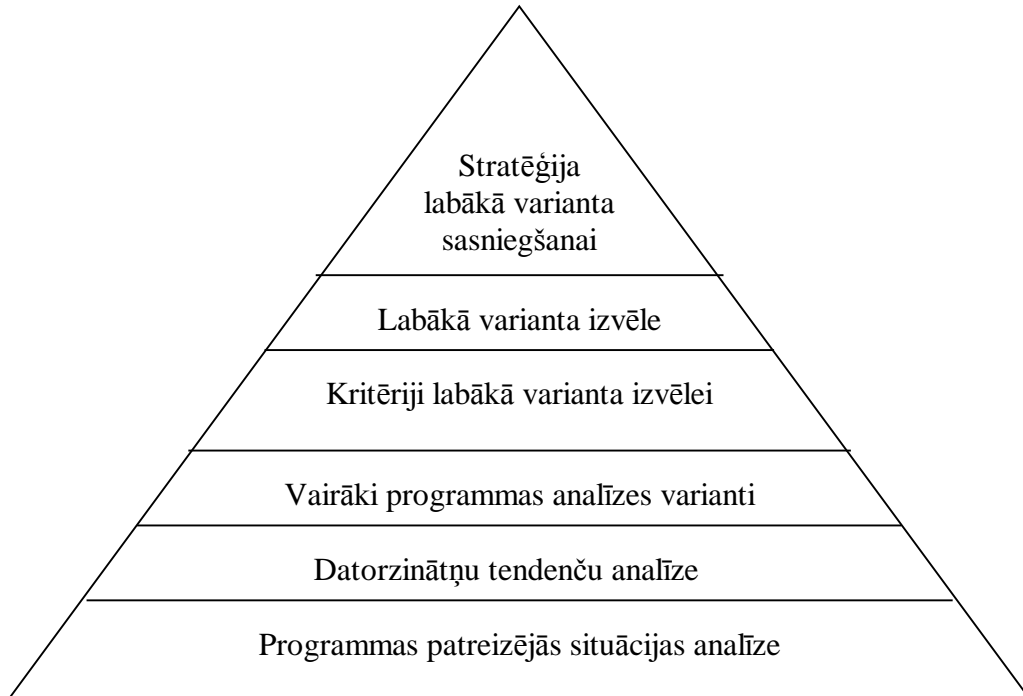 Stratēģija
labākā varianta
sasniegšanai
Labākā varianta izvēle
Kritēriji labākā varianta izvēlei
Vairāki programmas analīzes varianti
Datorzinātņu tendenču analīze
Programmas patreizējās situācijas analīze